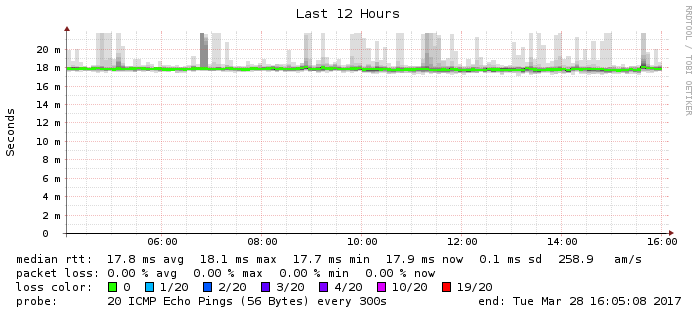 Last 12 Hours
RRDTOOL / TOBI OETIKER
Seconds
20 m
18 m
16 m
14 m
12 m
10 m
8 m
6 m
4 m
2 m
0
06:00 08:00 10:00 12:00 14:00 16:00
median rtt: 17.8 ms avg 18.1 ms max 17.7 ms min 17.9 ms now 0.1 ms sd 258.9 am/s
packet loss: 0.00 % avg 0.00 % max 0.00 % min 0.00 % now
loss color: 0 1/20 2/20 3/20 4/20 10/20 19/20
probe: 20 ICMP Echo Pings (56 Bytes) every 300s end: Tue Mar 28 16:05:08 2017